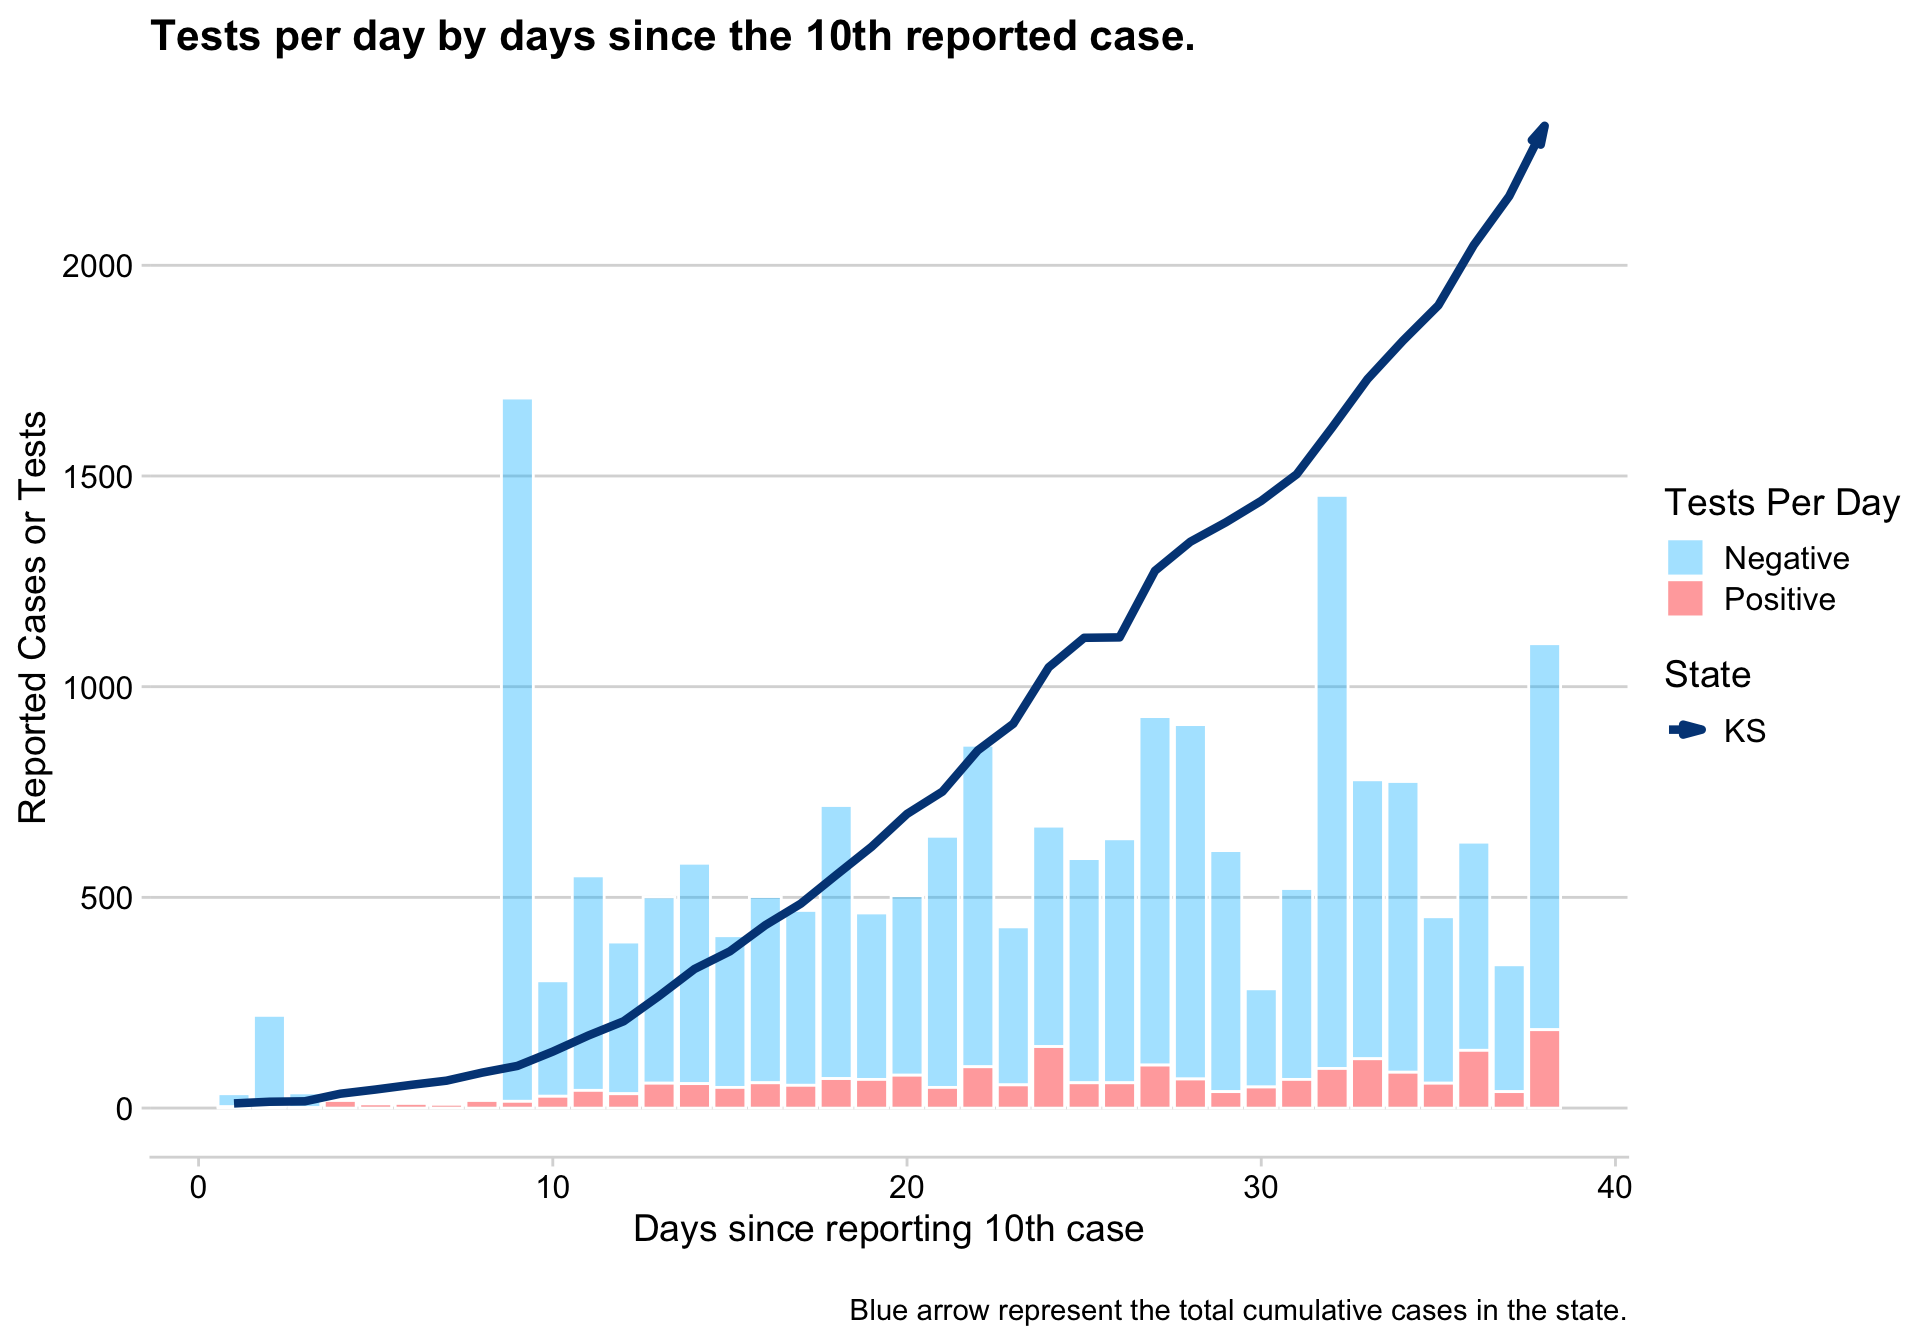 Tests per day by days since the 10th reported case.
Reported Cases or Tests
2000
1500
1000
500
0
0 10 20 30 40
Days since reporting 10th case
Tests Per Day
Negative
Positive
State
KS
Blue arrow represent the total cumulative cases in the state.